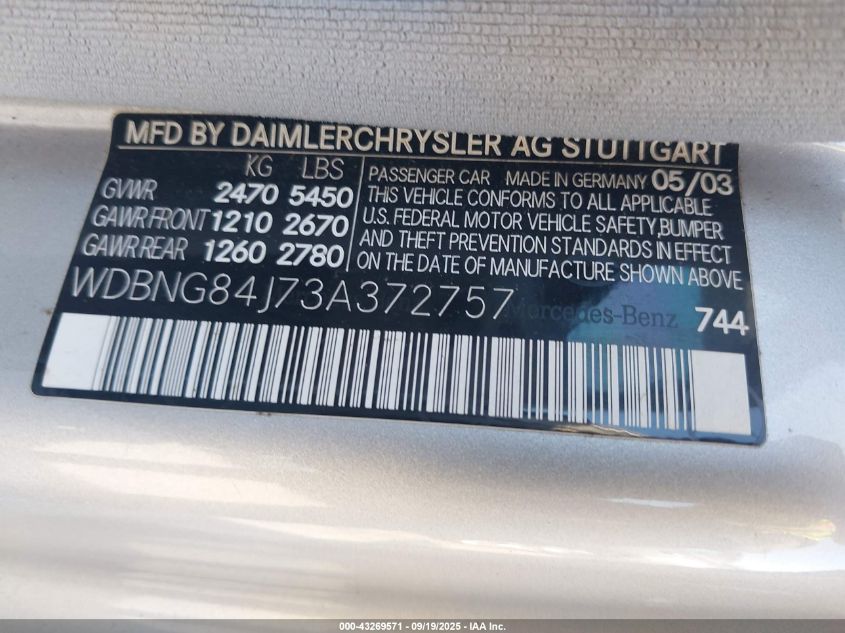 MFD BY DAIMLERCHRYSLER AG STUTTGART
KG LBS
GVWR 2470 5450
GAWR FRONT 1210 2670
GAWR REAR 1260 2780
PASSENGER CAR MADE IN GERMANY 05/03
THIS VEHICLE CONFORMS TO ALL APPLICABLE
U.S. FEDERAL MOTOR VEHICLE SAFETY,BUMPER
AND THEFT PREVENTION STANDARDS IN EFFECT
ON THE DATE OF MANUFACTURE SHOWN ABOVE
WDBNG84J73A372757 Mercedes-Benz 744
000-43269571 - 09/19/2025 - IAA Inc.